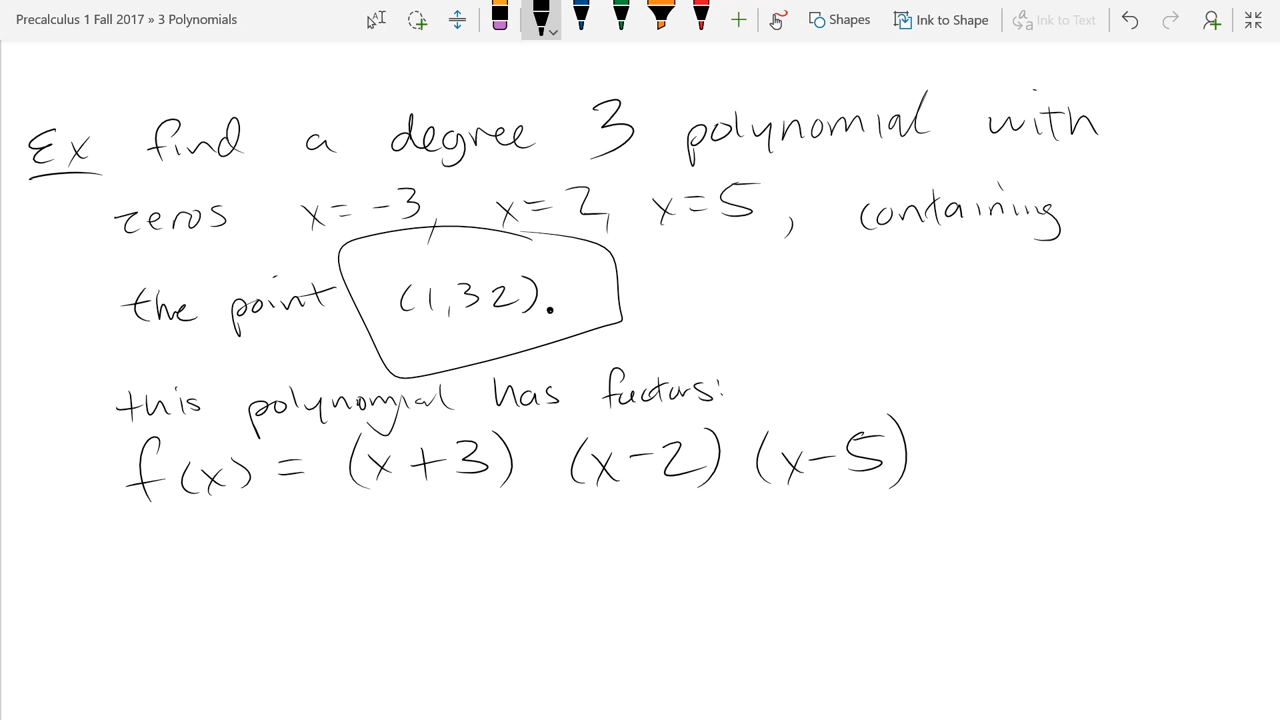 Precalculus 1 Fall 2017 » 3 Polynomials
Shapes
Ink to Shape
Ink to Text
Ex find a degree 3 polynomial with
zeros x = -3, x = 2, x = 5, containing
the point (1,32).
this polynomial has factors:
f(x) = (x+3) (x-2) (x-5)